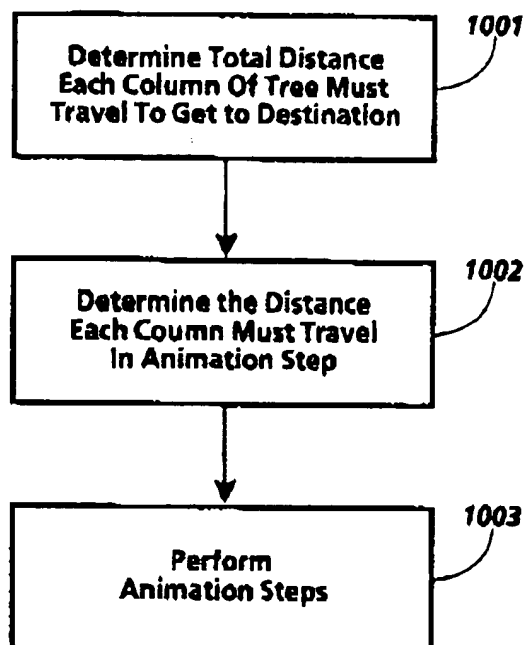 1001
Determine Total Distance
Each Column Of Tree Must
Travel To Get to Destination
1002
Determine the Distance
Each Coumn Must Travel
In Animation Step
1003
Perform
Animation Steps